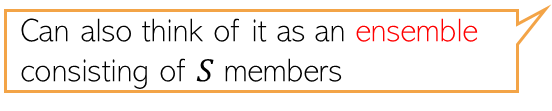 Can also think of it as an ensemble
consisting of S members